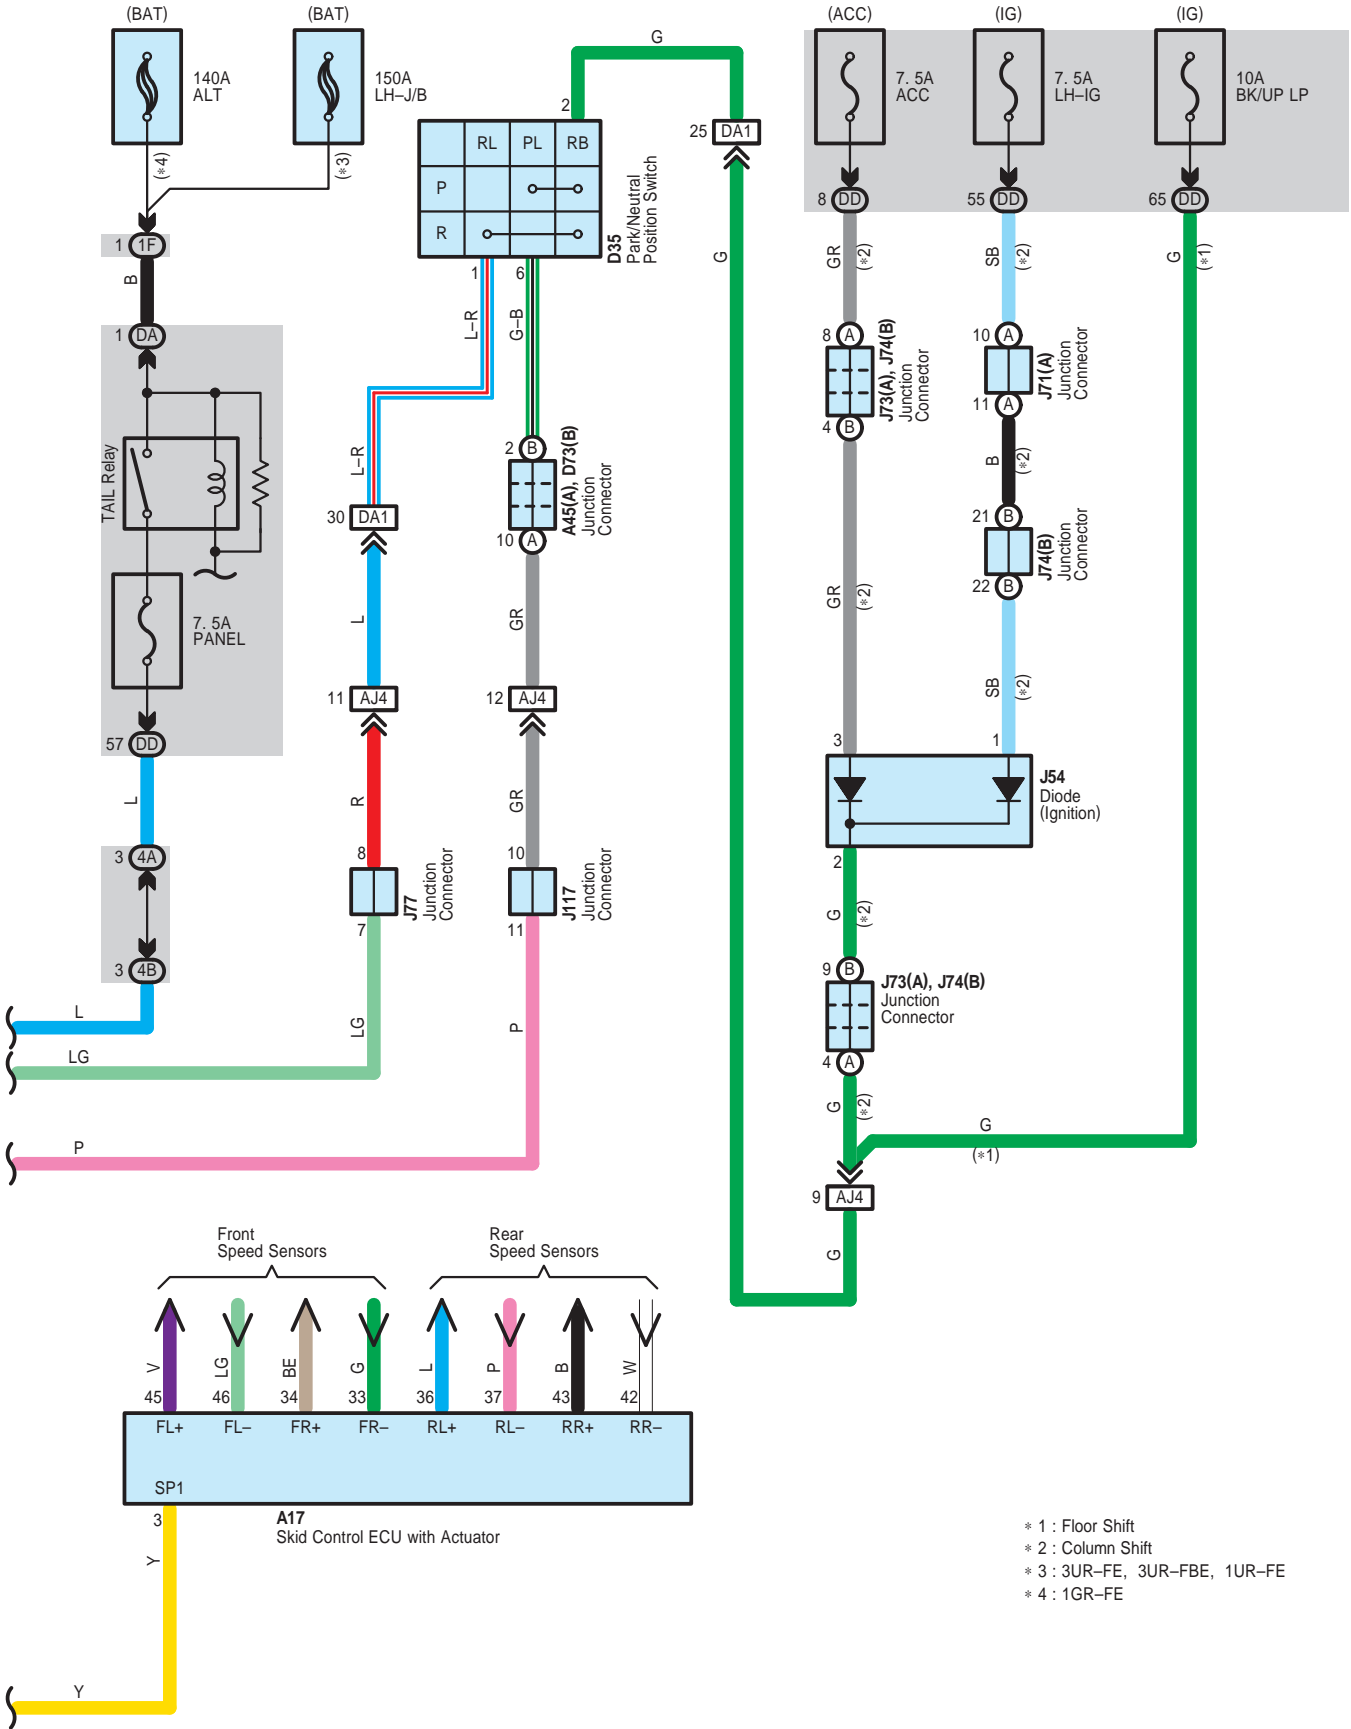 (BAT)
(BAT)
(ACC)
(IG)
(IG)
140A
ALT
150A
LH–J/B
7. 5A
ACC
7. 5A
LH–IG
10A
BK/UP LP
G
2
RL PL RB
P
R
D35
Park/Neutral
Position Switch
25 DA1
(∗4)
(∗3)
8 DD
55 DD
65 DD
1 1F
B
1 DA
1
6
L–R
G–B
G
GR
(∗2)
SB
(∗2)
G
(∗1)
8 A
J73(A), J74(B)
Junction
Connector
4 B
10 A
J71(A)
Junction
Connector
11 A
B
(∗2)
21 B
J74(B)
Junction
Connector
22 B
TAIL Relay
L–R
30 DA1
2 B
A45(A), D73(B)
Junction
Connector
10 A
7. 5A
PANEL
L
GR
GR
(∗2)
SB
(∗2)
11 AJ4
12 AJ4
57 DD
L
R
GR
3
1
J54
Diode
(Ignition)
2
3 4A
8
J77
Junction
Connector
7
10
J117
Junction
Connector
11
G
(∗2)
3 4B
9 B
J73(A), J74(B)
Junction
Connector
4 A
L
LG
LG
P
G
(∗2)
G
(∗1)
P
9 AJ4
G
Front
Speed Sensors
Rear
Speed Sensors
V
LG
BE
G
L
P
B
W
45
46
34
33
36
37
43
42
FL+ FL– FR+ FR– RL+ RL– RR+ RR–
SP1
3
A17
Skid Control ECU with Actuator
Y
Y
∗ 1 : Floor Shift
∗ 2 : Column Shift
∗ 3 : 3UR–FE, 3UR–FBE, 1UR–FE
∗ 4 : 1GR–FE